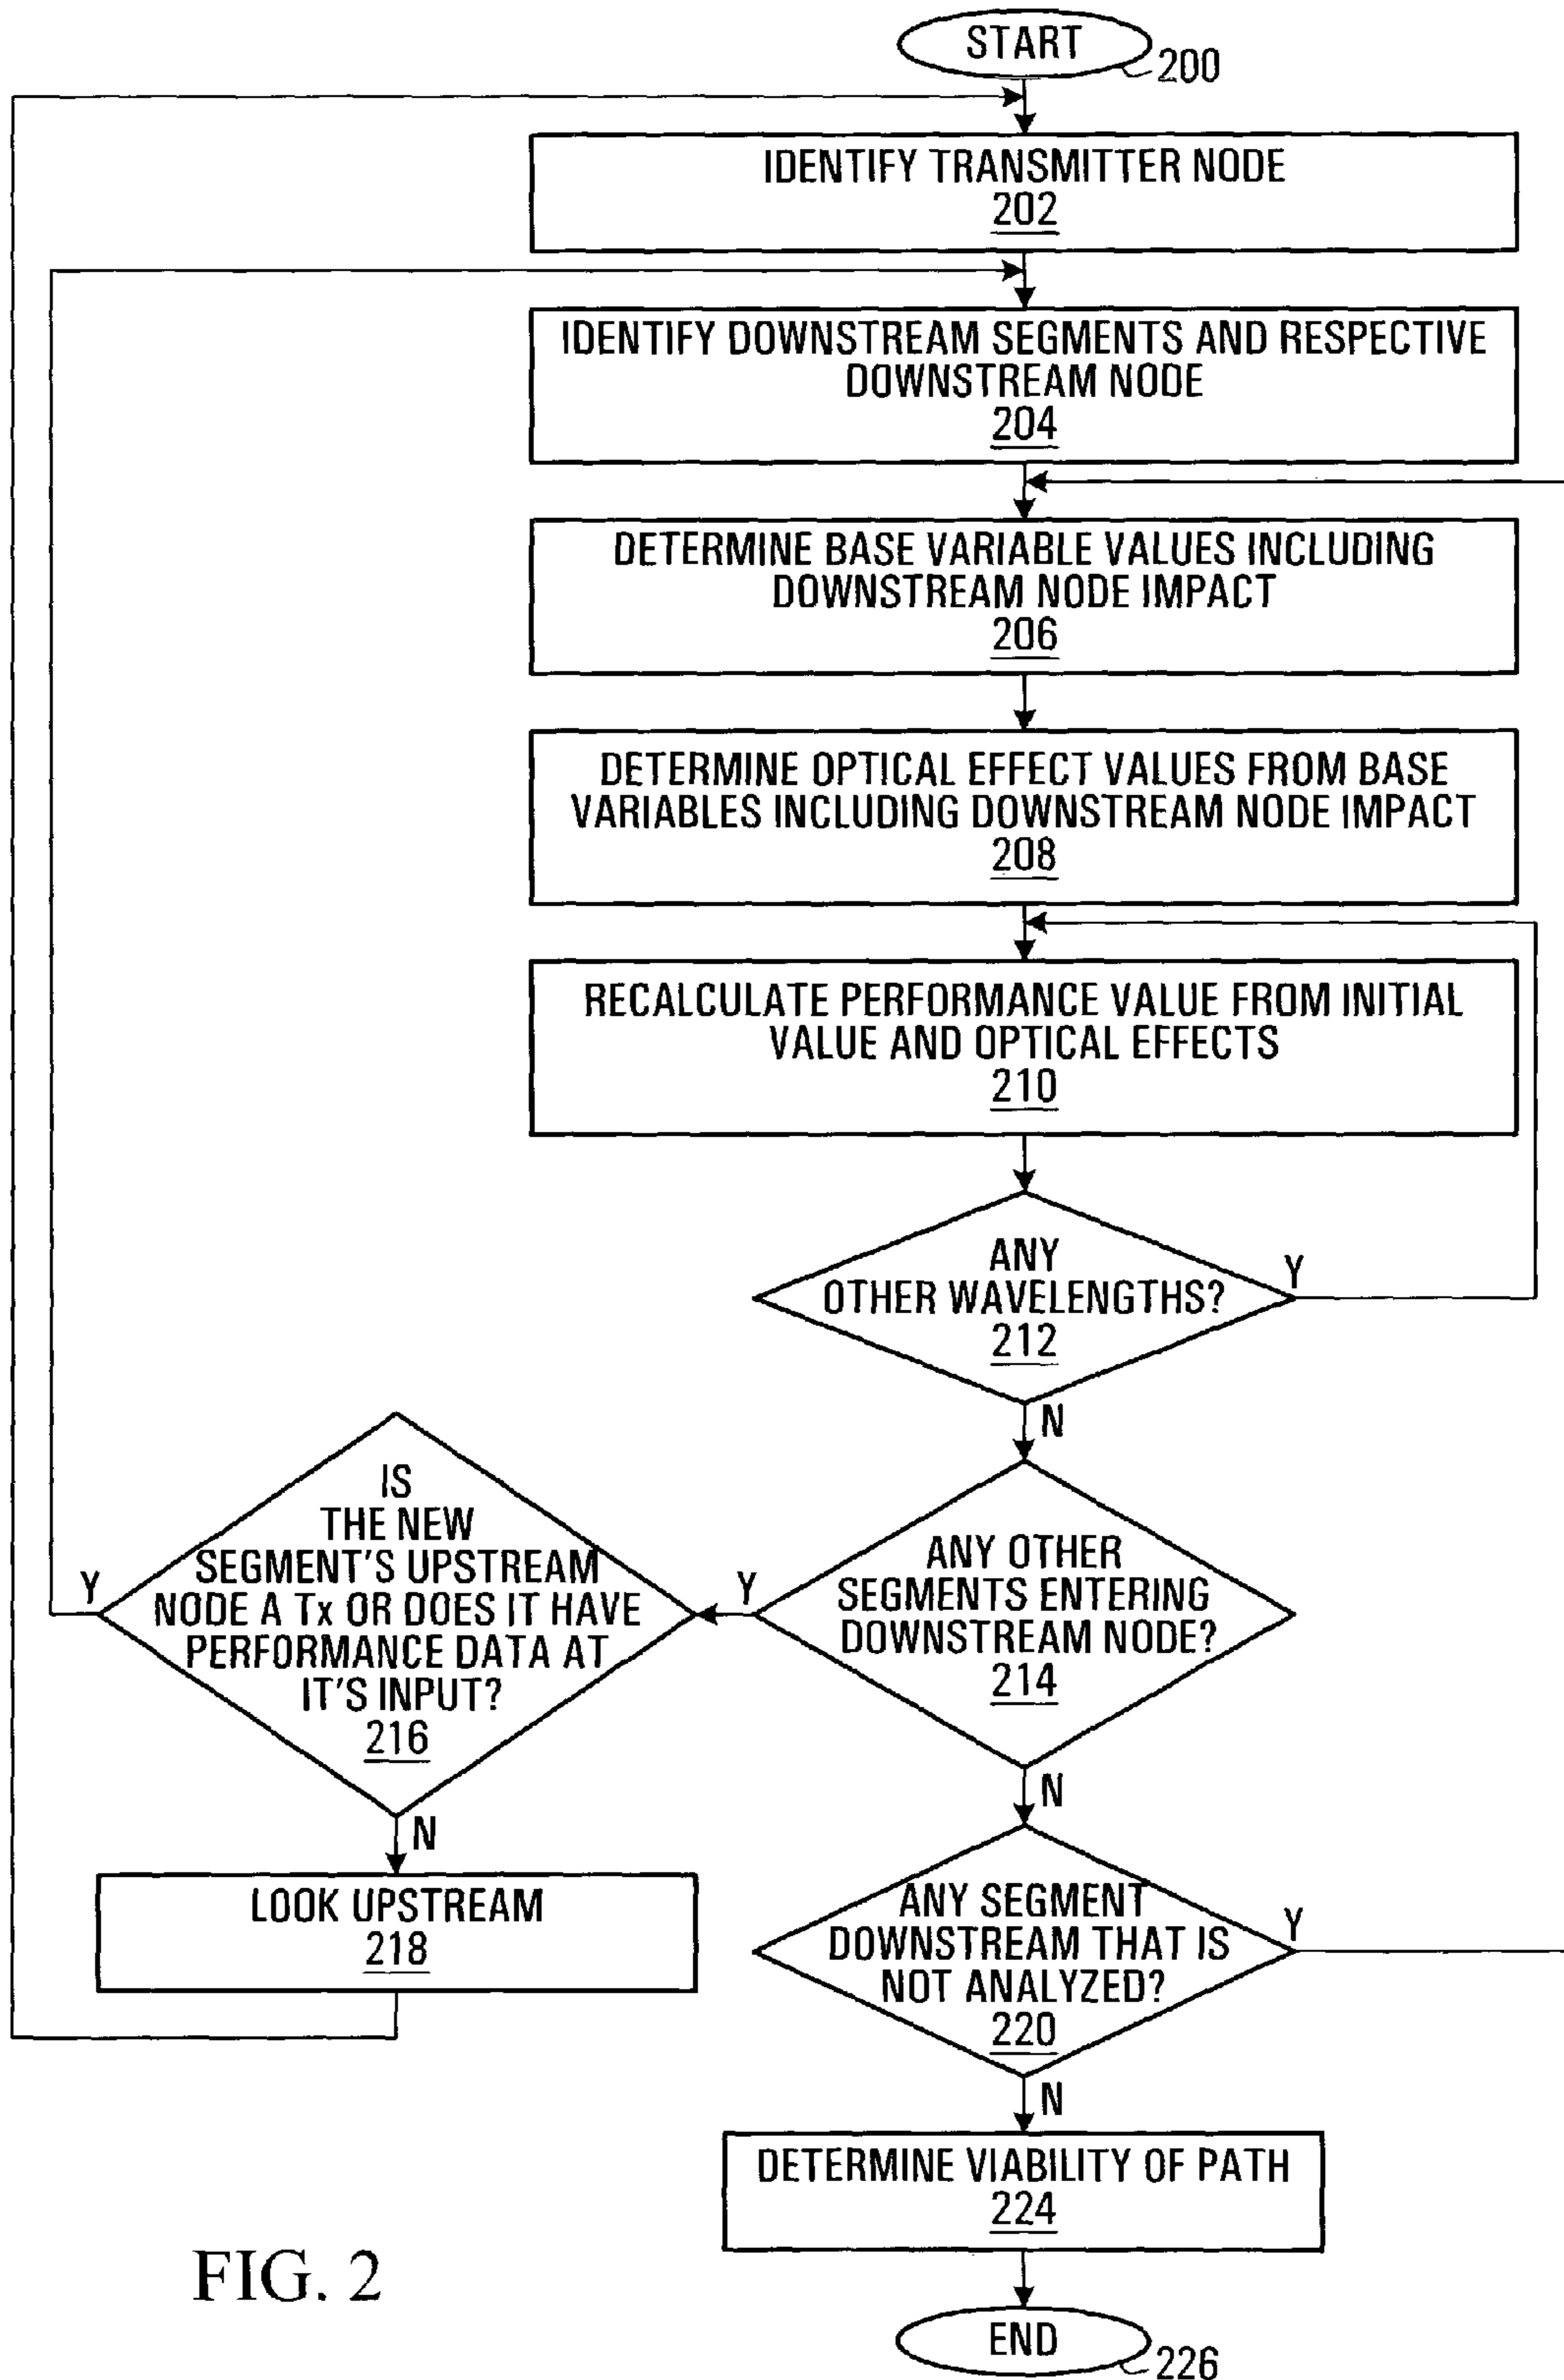 START
200
IDENTIFY TRANSMITTER NODE
202
IDENTIFY DOWNSTREAM SEGMENTS AND RESPECTIVE
DOWNSTREAM NODE
204
DETERMINE BASE VARIABLE VALUES INCLUDING
DOWNSTREAM NODE IMPACT
206
DETERMINE OPTICAL EFFECT VALUES FROM BASE
VARIABLES INCLUDING DOWNSTREAM NODE IMPACT
208
RECALCULATE PERFORMANCE VALUE FROM INITIAL
VALUE AND OPTICAL EFFECTS
210
ANY
OTHER WAVELENGTHS?
212
Y
N
ANY OTHER
SEGMENTS ENTERING
DOWNSTREAM NODE?
214
Y
N
IS
THE NEW
SEGMENT'S UPSTREAM
NODE A Tx OR DOES IT HAVE
PERFORMANCE DATA AT
IT'S INPUT?
216
Y
N
LOOK UPSTREAM
218
ANY SEGMENT
DOWNSTREAM THAT IS
NOT ANALYZED?
220
Y
N
DETERMINE VIABILITY OF PATH
224
END
226
FIG. 2